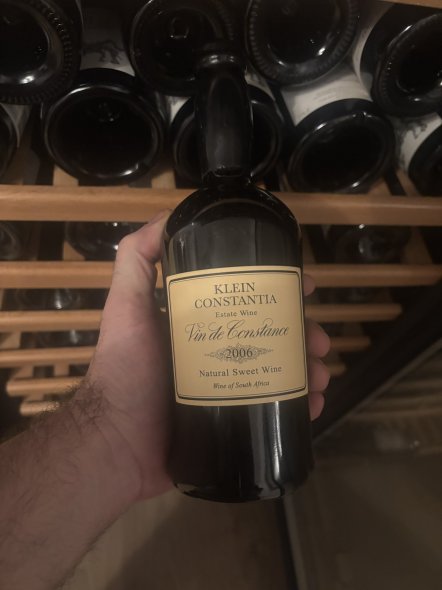 KLEIN
CONSTANTIA
Estate Wine
Vin de Constance
2006
Natural Sweet Wine
Wine of South Africa